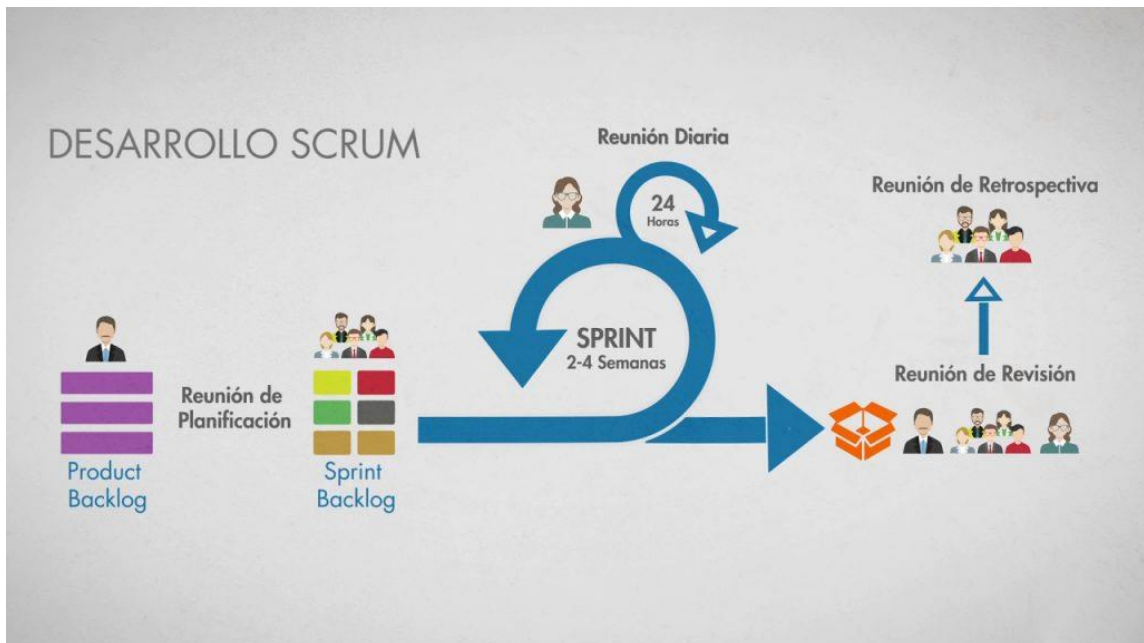 DESARROLLO SCRUM
Reunión Diaria
24
Horas
Reunión de Retrospectiva
SPRINT
2-4 Semanas
Reunión de Revisión
Reunión de
Planificación
Product
Backlog
Sprint
Backlog